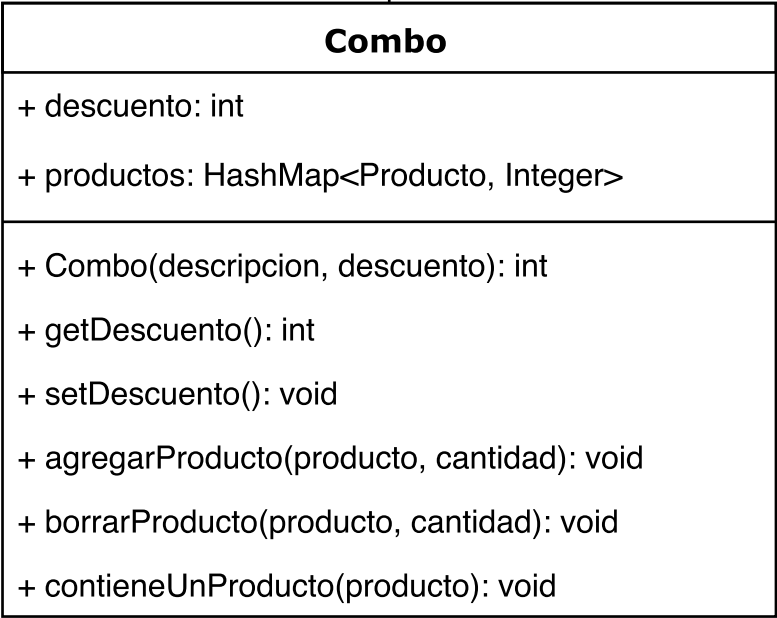 Combo
+ descuento: int
+ productos: HashMap<Producto, Integer>
+ Combo(descripcion, descuento): int
+ getDescuento(): int
+ setDescuento(): void
+ agregarProducto(producto, cantidad): void
+ borrarProducto(producto, cantidad): void
+ contieneUnProducto(producto): void